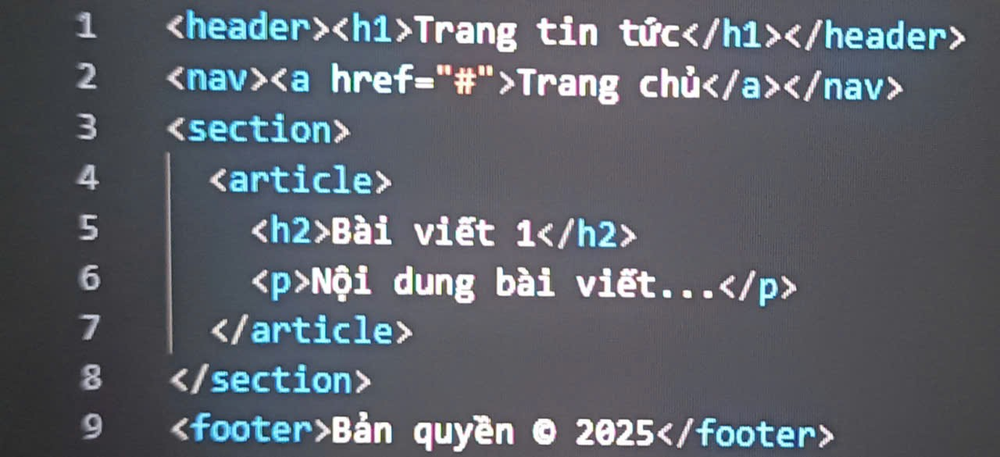 1 <header><h1>Trang tin tức</h1></header>
2 <nav><a href="#">Trang chủ</a></nav>
3 <section>
4 <article>
5 <h2>Bài viết 1</h2>
6 <p>Nội dung bài viết...</p>
7 </article>
8 </section>
9 <footer>Bản quyền © 2025</footer>